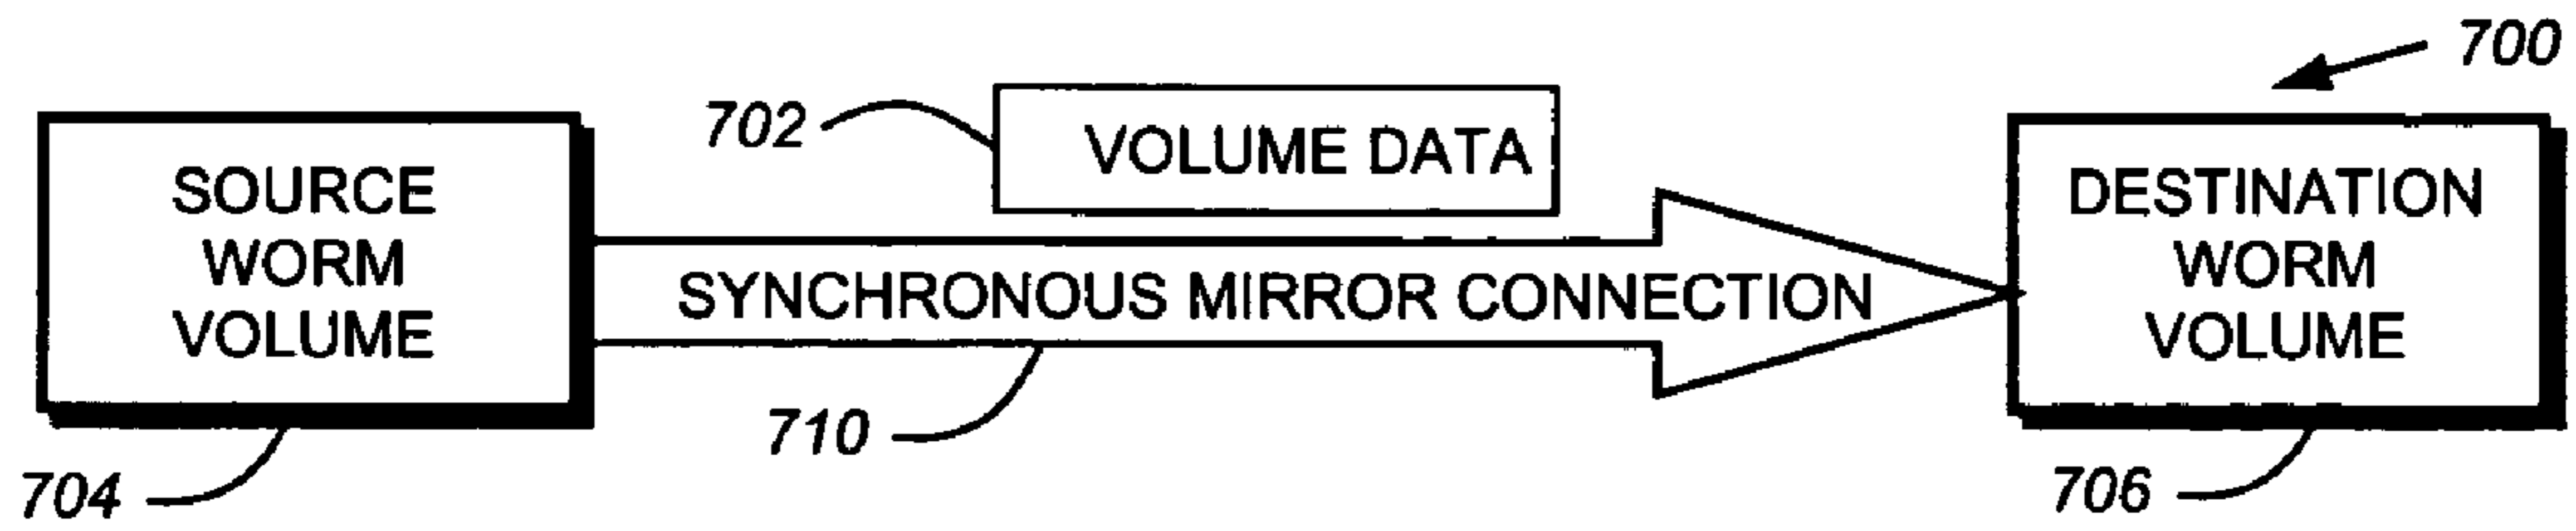 700
702
VOLUME DATA
SOURCE
WORM
VOLUME
SYNCHRONOUS MIRROR CONNECTION
DESTINATION
WORM
VOLUME
704
710
706